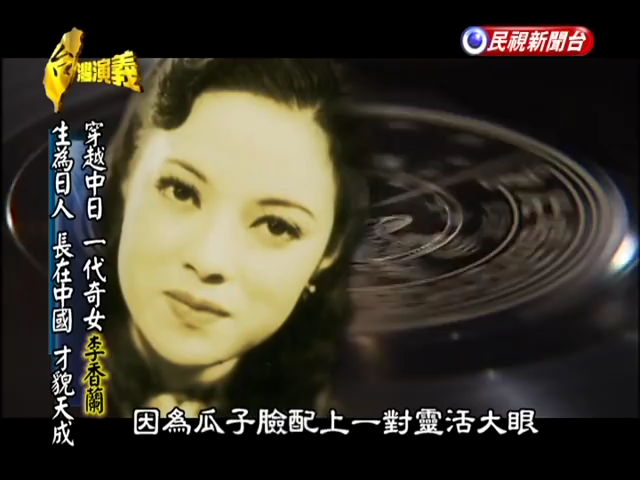 台灣演義
民視新聞台
穿越中日 一代奇女李香蘭
生為日人 長在中國 才貌天成
因為瓜子臉配上一對靈活大眼